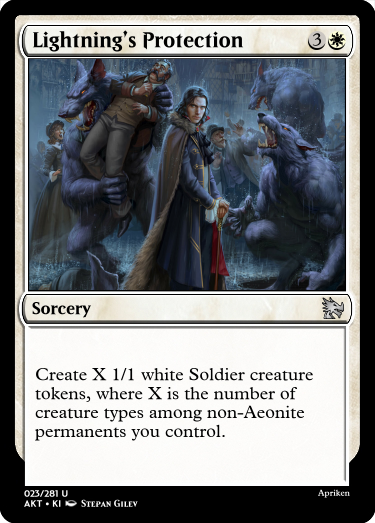 Lightning's Protection 3
Sorcery
Create X 1/1 white Soldier creature
tokens, where X is the number of
creature types among non-Aeonite
permanents you control.
023/281 U
Apriken
AKT • KI Stepan Gilev